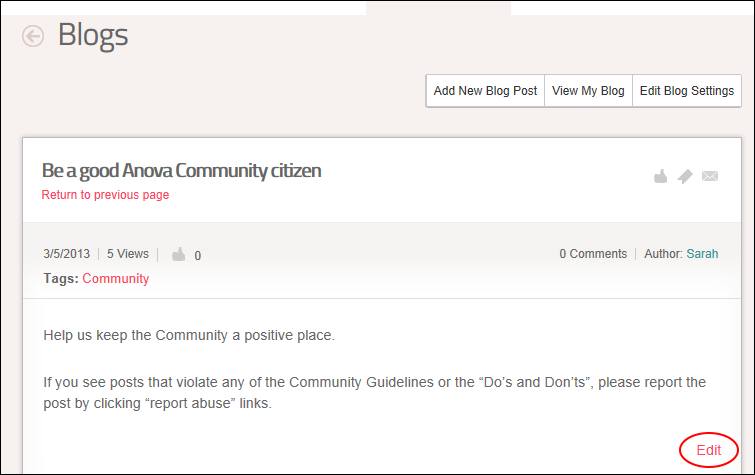 Blogs
Add New Blog Post View My Blog Edit Blog Settings
Be a good Anova Community citizen
Return to previous page
3/5/2013 5 Views 0 0 Comments Author: Sarah
Tags: Community
Help us keep the Community a positive place.
If you see posts that violate any of the Community Guidelines or the “Do’s and Don’ts”, please report the
post by clicking “report abuse” links.
Edit